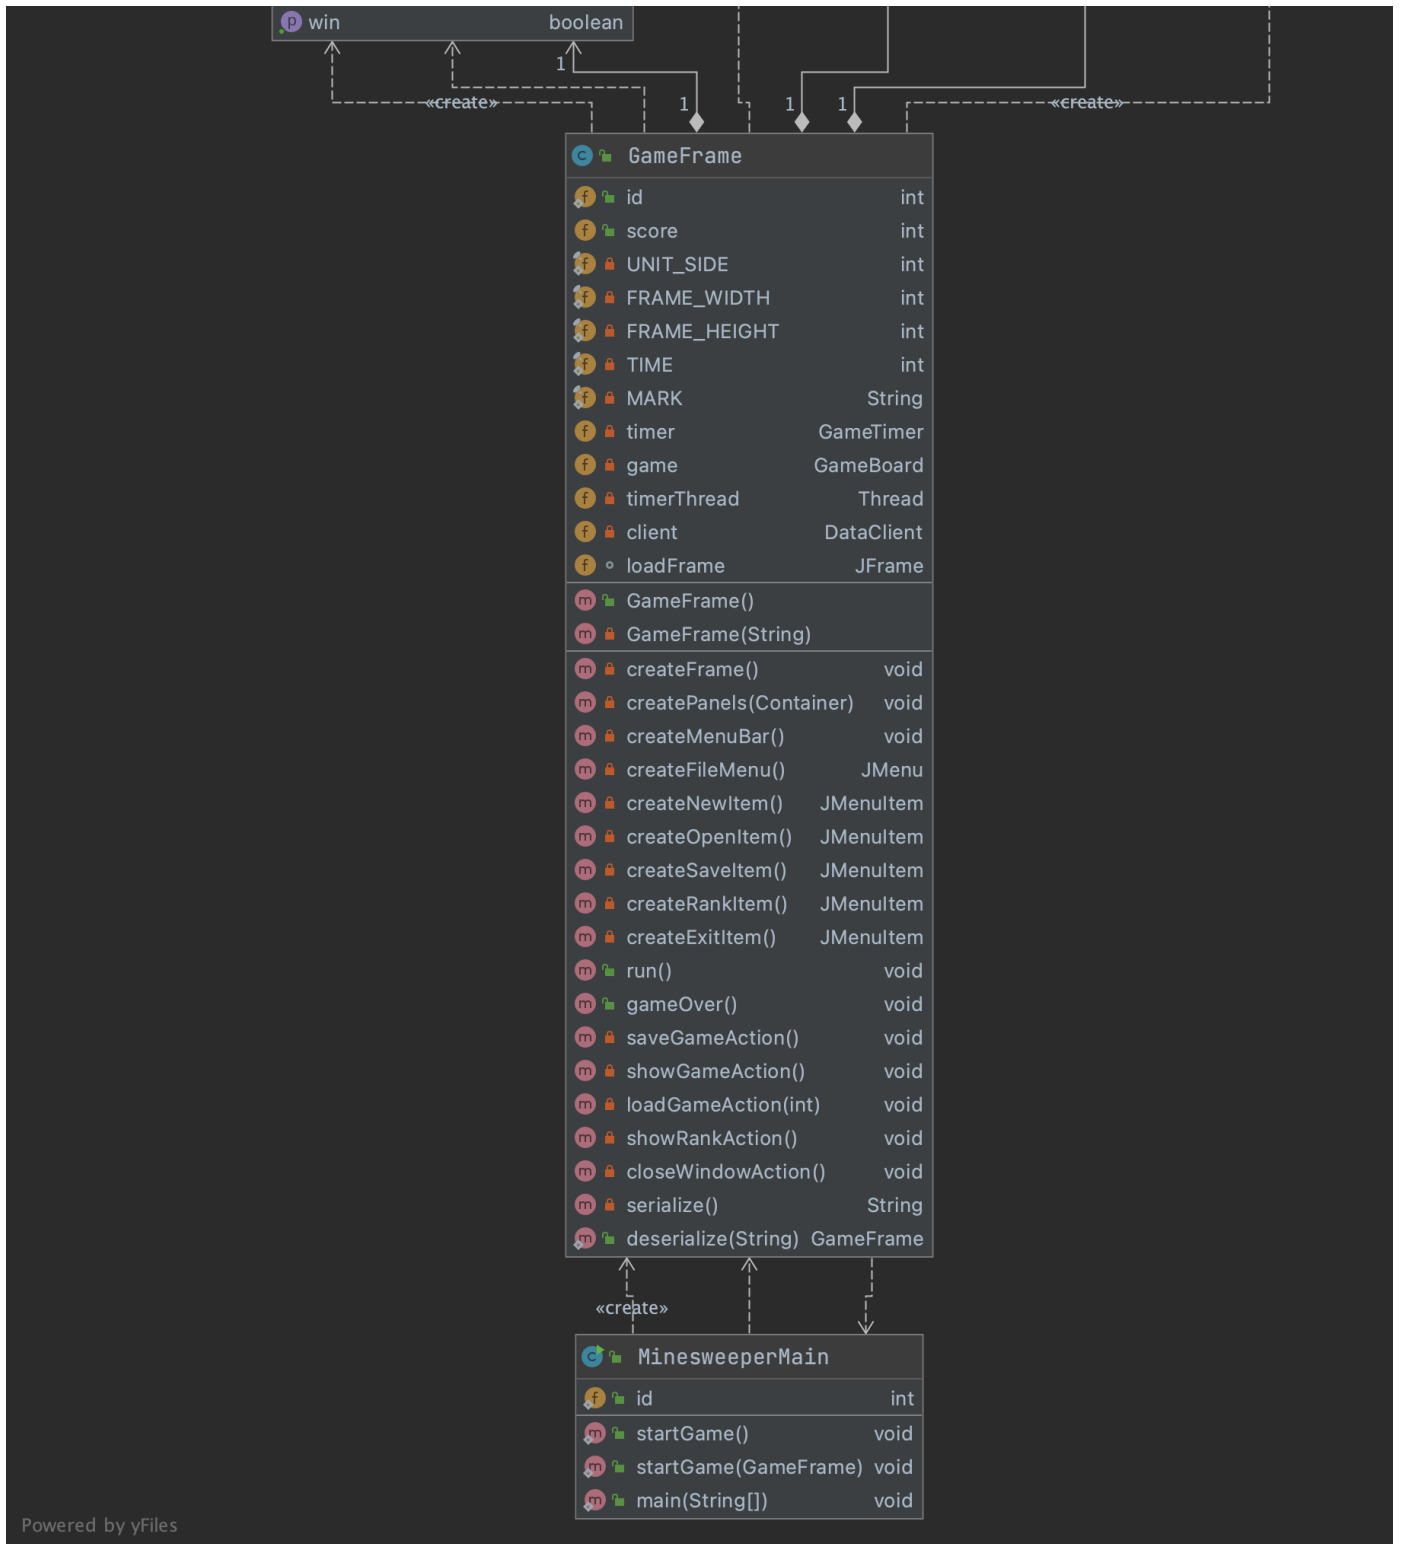 p win boolean
1
«create» 1 1 1 «create»
C GameFrame
f id int
f score int
f UNIT_SIDE int
f FRAME_WIDTH int
f FRAME_HEIGHT int
f TIME int
f MARK String
f timer GameTimer
f game GameBoard
f timerThread Thread
f client DataClient
f loadFrame JFrame
m GameFrame()
m GameFrame(String)
m createFrame() void
m createPanels(Container) void
m createMenuBar() void
m createFileMenu() JMenu
m createNewItem() JMenuItem
m createOpenItem() JMenuItem
m createSaveItem() JMenuItem
m createRankItem() JMenuItem
m createExitItem() JMenuItem
m run() void
m gameOver() void
m saveGameAction() void
m showGameAction() void
m loadGameAction(int) void
m showRankAction() void
m closeWindowAction() void
m serialize() String
m deserialize(String) GameFrame
«create»
C MinesweeperMain
f id int
m startGame() void
m startGame(GameFrame) void
m main(String[]) void
Powered by yFiles